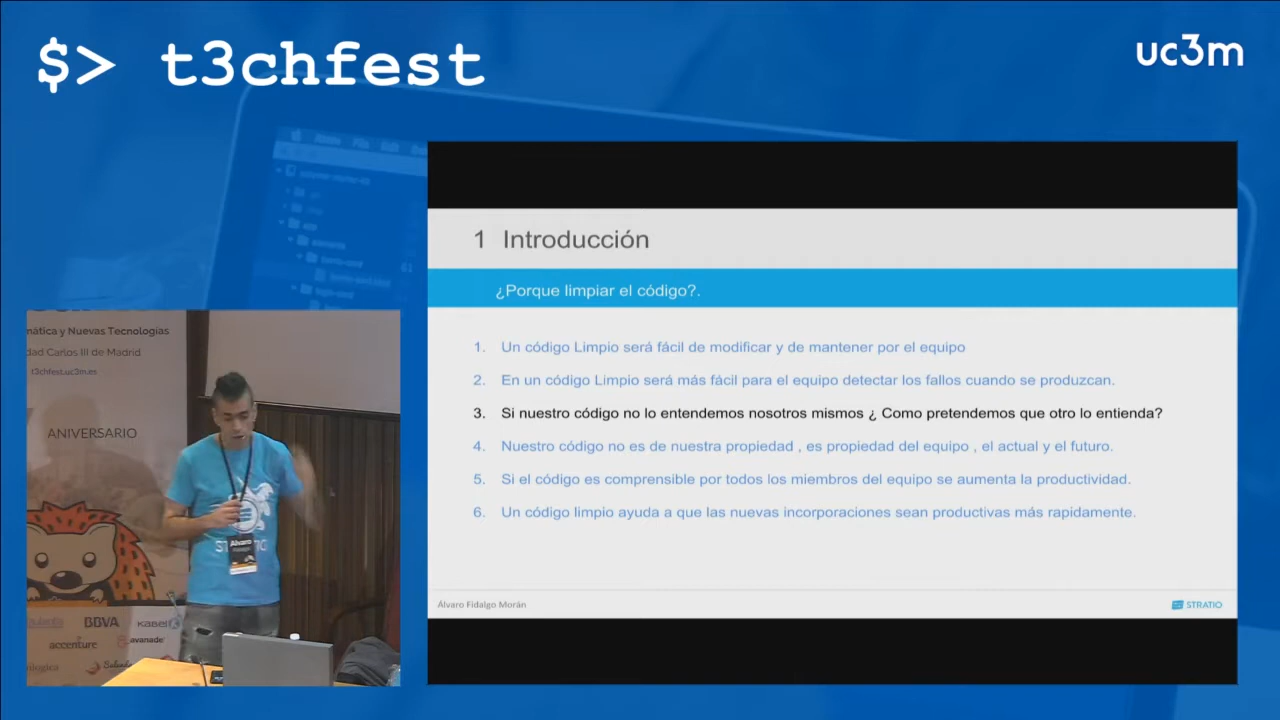 $> t3chfest
uc3m
1 Introducción
¿Porque limpiar el código?.
1. Un código Limpio será fácil de modificar y de mantener por el equipo
2. En un código Limpio será más fácil para el equipo detectar los fallos cuando se produzcan.
3. Si nuestro código no lo entendemos nosotros mismos ¿ Como pretendemos que otro lo entienda?
4. Nuestro código no es de nuestra propiedad , es propiedad del equipo , el actual y el futuro.
5. Si el código es comprensible por todos los miembros del equipo se aumenta la productividad.
6. Un código limpio ayuda a que las nuevas incorporaciones sean productivas más rapidamente.
Álvaro Fidalgo Morán
STRATIO
mática y Nuevas Tecnologías
dad Carlos III de Madrid
t3chfest.uc3m.es
ANIVERSARIO
Álvaro
BBVA
accenture
avanade